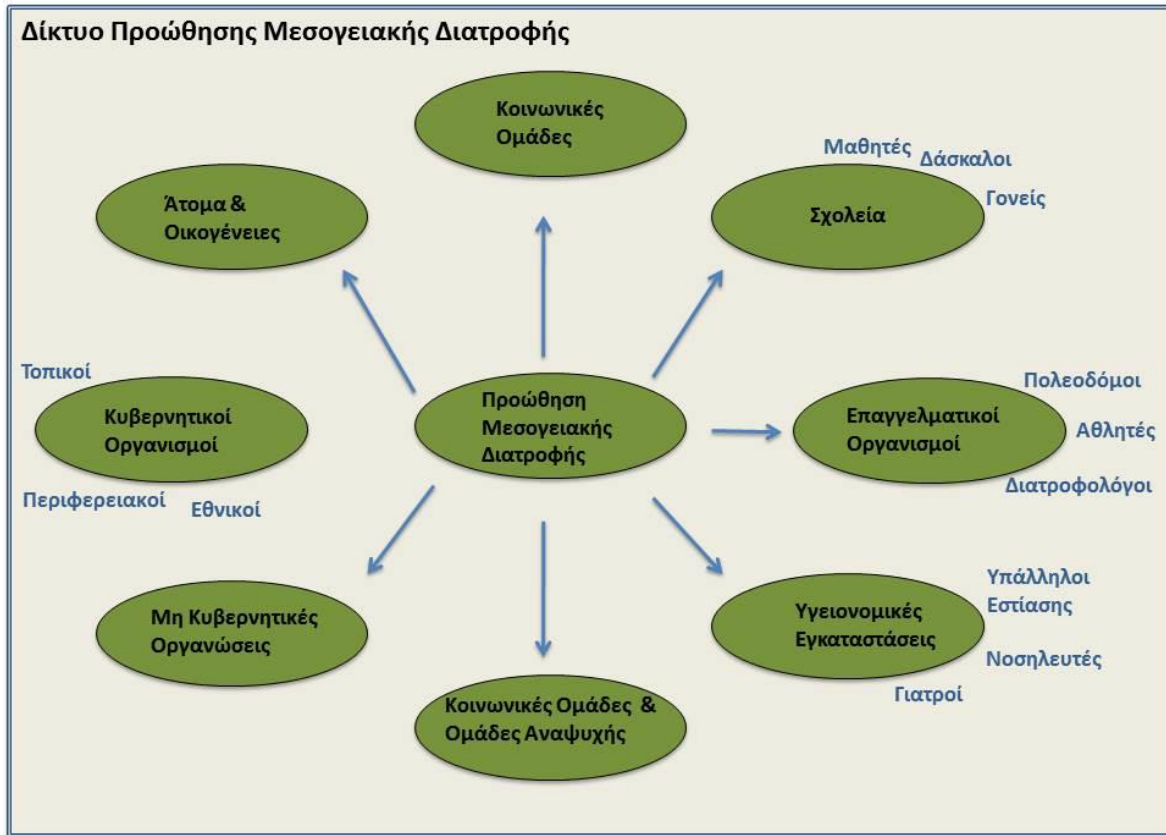 Δίκτυο Προώθησης Μεσογειακής Διατροφής
Κοινωνικές
Ομάδες
Άτομα &
Οικογένειες
Μαθητές
Δάσκαλοι
Γονείς
Σχολεία
Τοπικοί
Κυβερνητικοί
Οργανισμοί
Περιφερειακοί
Εθνικοί
Προώθηση
Μεσογειακής
Διατροφής
Πολεοδόμοι
Επαγγελματικοί
Οργανισμοί
Αθλητές
Διατροφολόγοι
Μη Κυβερνητικές
Οργανώσεις
Κοινωνικές Ομάδες &
Ομάδες Αναψυχής
Υγειονομικές
Εγκαταστάσεις
Υπάλληλοι
Εστίασης
Νοσηλευτές
Γιατροί